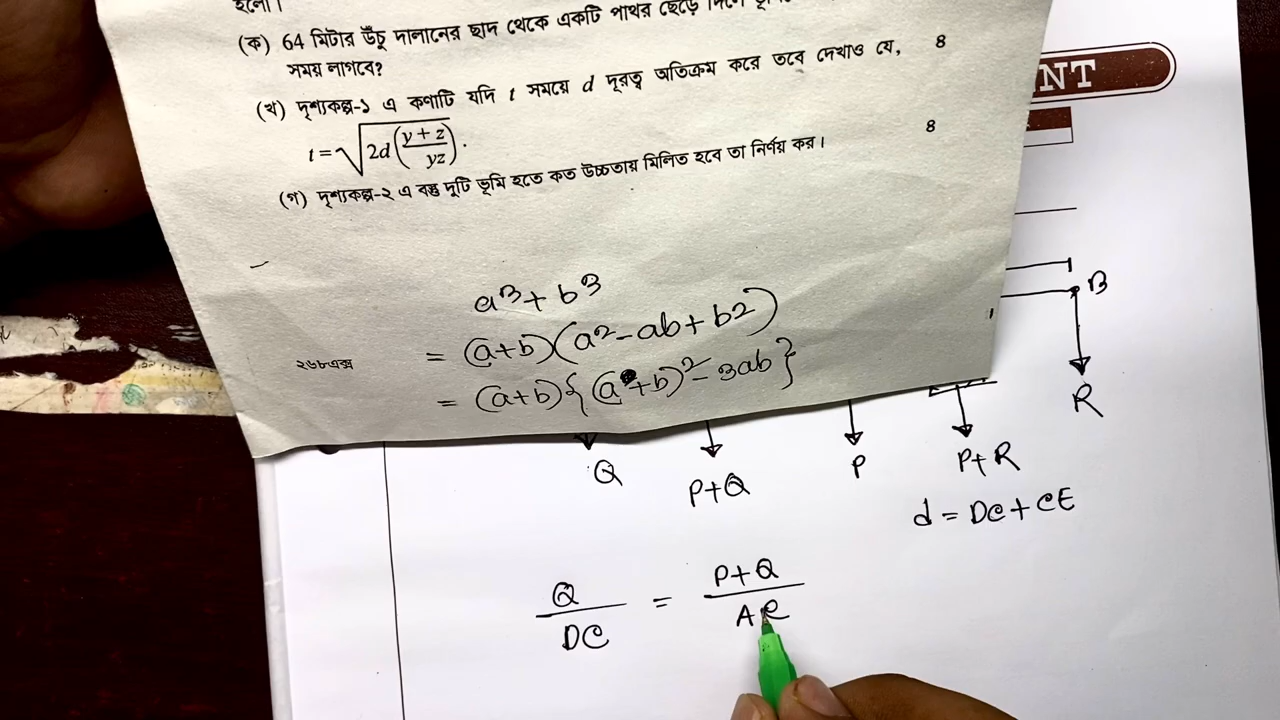 হলো।
(ক) 64 মিটার উঁচু দালানের ছাদ থেকে একটি পাথর ছেড়ে দিলে
সময় লাগবে?
(খ) দৃশ্যকল্প-১ এ কণাটি যদি t সময়ে d দূরত্ব অতিক্রম করে তবে দেখাও যে, 8
t = √2d((y + z)/yz).
(গ) দৃশ্যকল্প-২ এ বস্তু দুটি ভূমি হতে কত উচ্চতায় মিলিত হবে তা নির্ণয় কর। 8
a³ + b³
= (a+b)(a² - ab + b2)
= (a+b){(a+b)² - 3ab}
২৬৮এক্স
NT
B
R
Q
P+Q
P
P+R
d = DC + CE
Q/DC = P+Q/AC